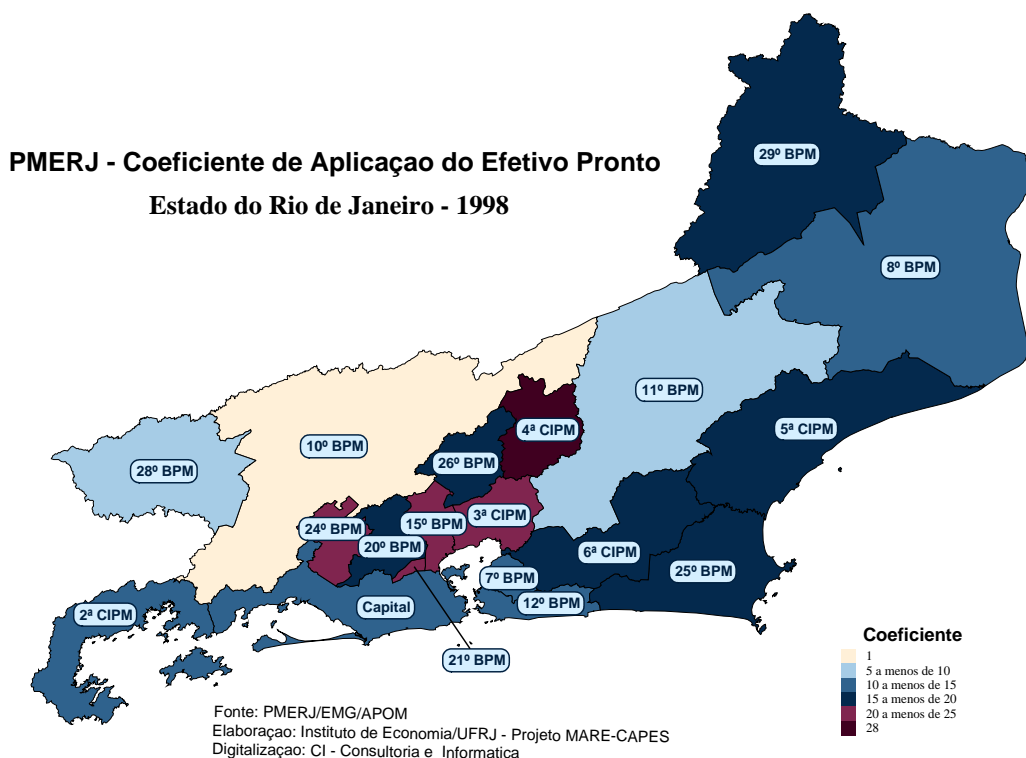 PMERJ - Coeficiente de Aplicaçao do Efetivo Pronto
Estado do Rio de Janeiro - 1998
29º BPM
8º BPM
11º BPM
4ª CIPM
5ª CIPM
10º BPM
26º BPM
28º BPM
3ª CIPM
24º BPM
15º BPM
20º BPM
6ª CIPM
25º BPM
7º BPM
12º BPM
Capital
2ª CIPM
21º BPM
Coeficiente
1
5 a menos de 10
10 a menos de 15
15 a menos de 20
20 a menos de 25
28
Fonte: PMERJ/EMG/APOM
Elaboraçao: Instituto de Economia/UFRJ - Projeto MARE-CAPES
Digitalizaçao: CI - Consultoria e Informatica